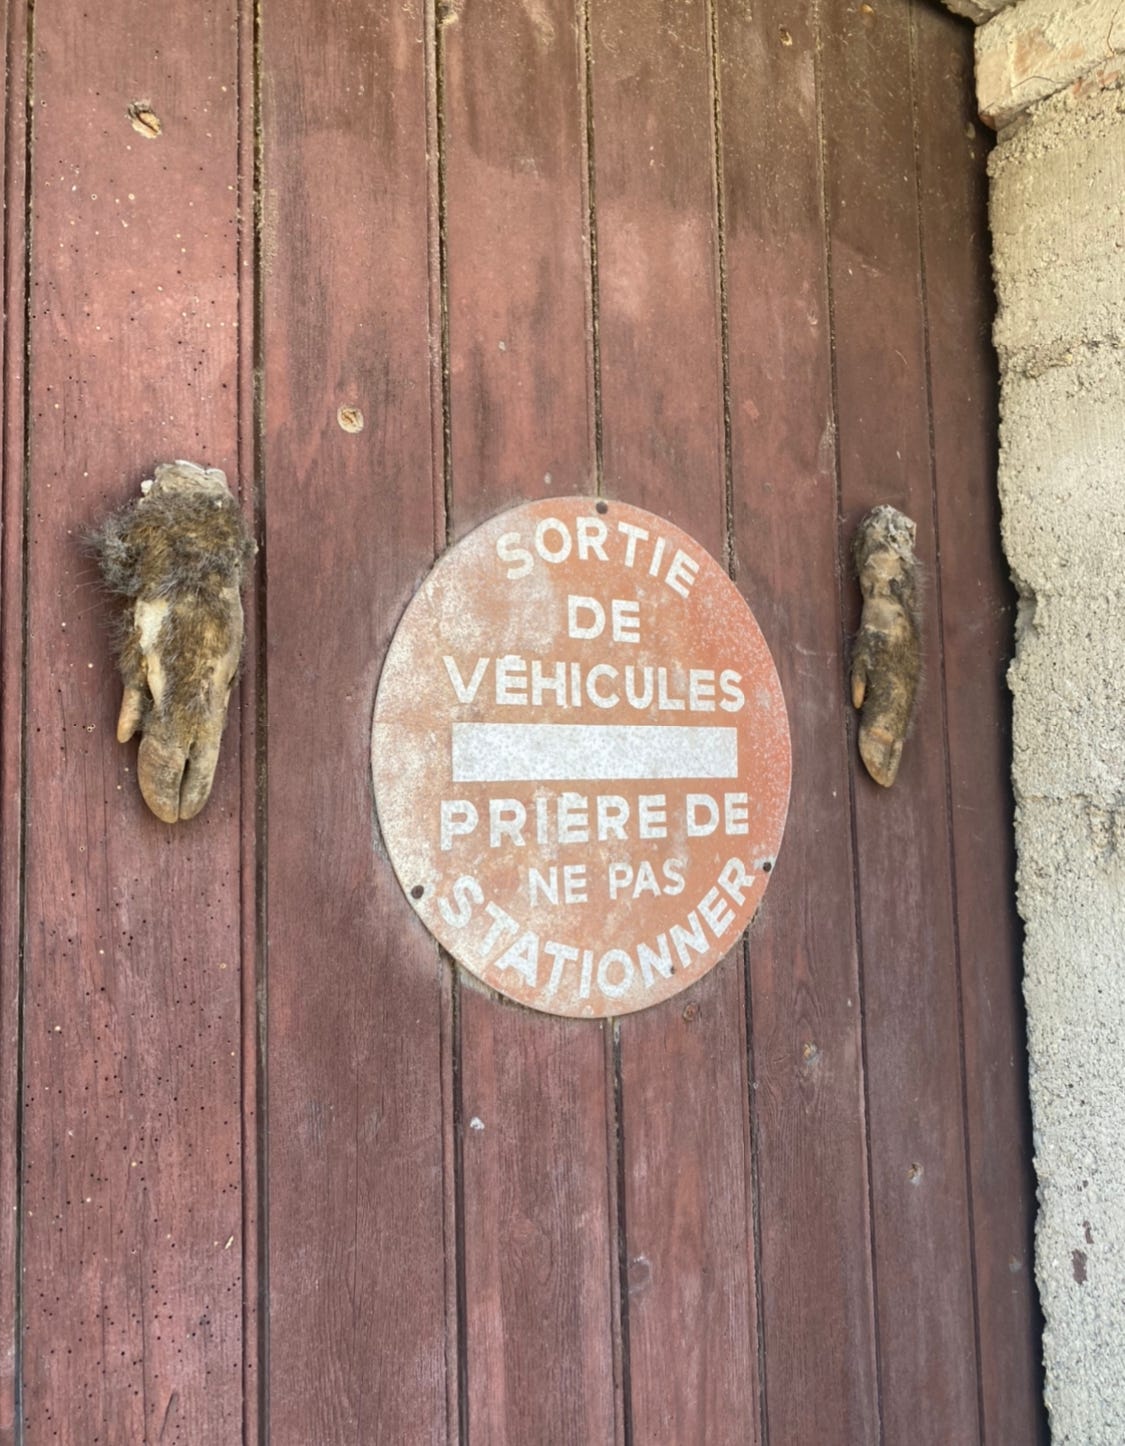 SORTIE
DE
VÉHICULES
PRIÈRE DE
NE PAS
STATIONNER